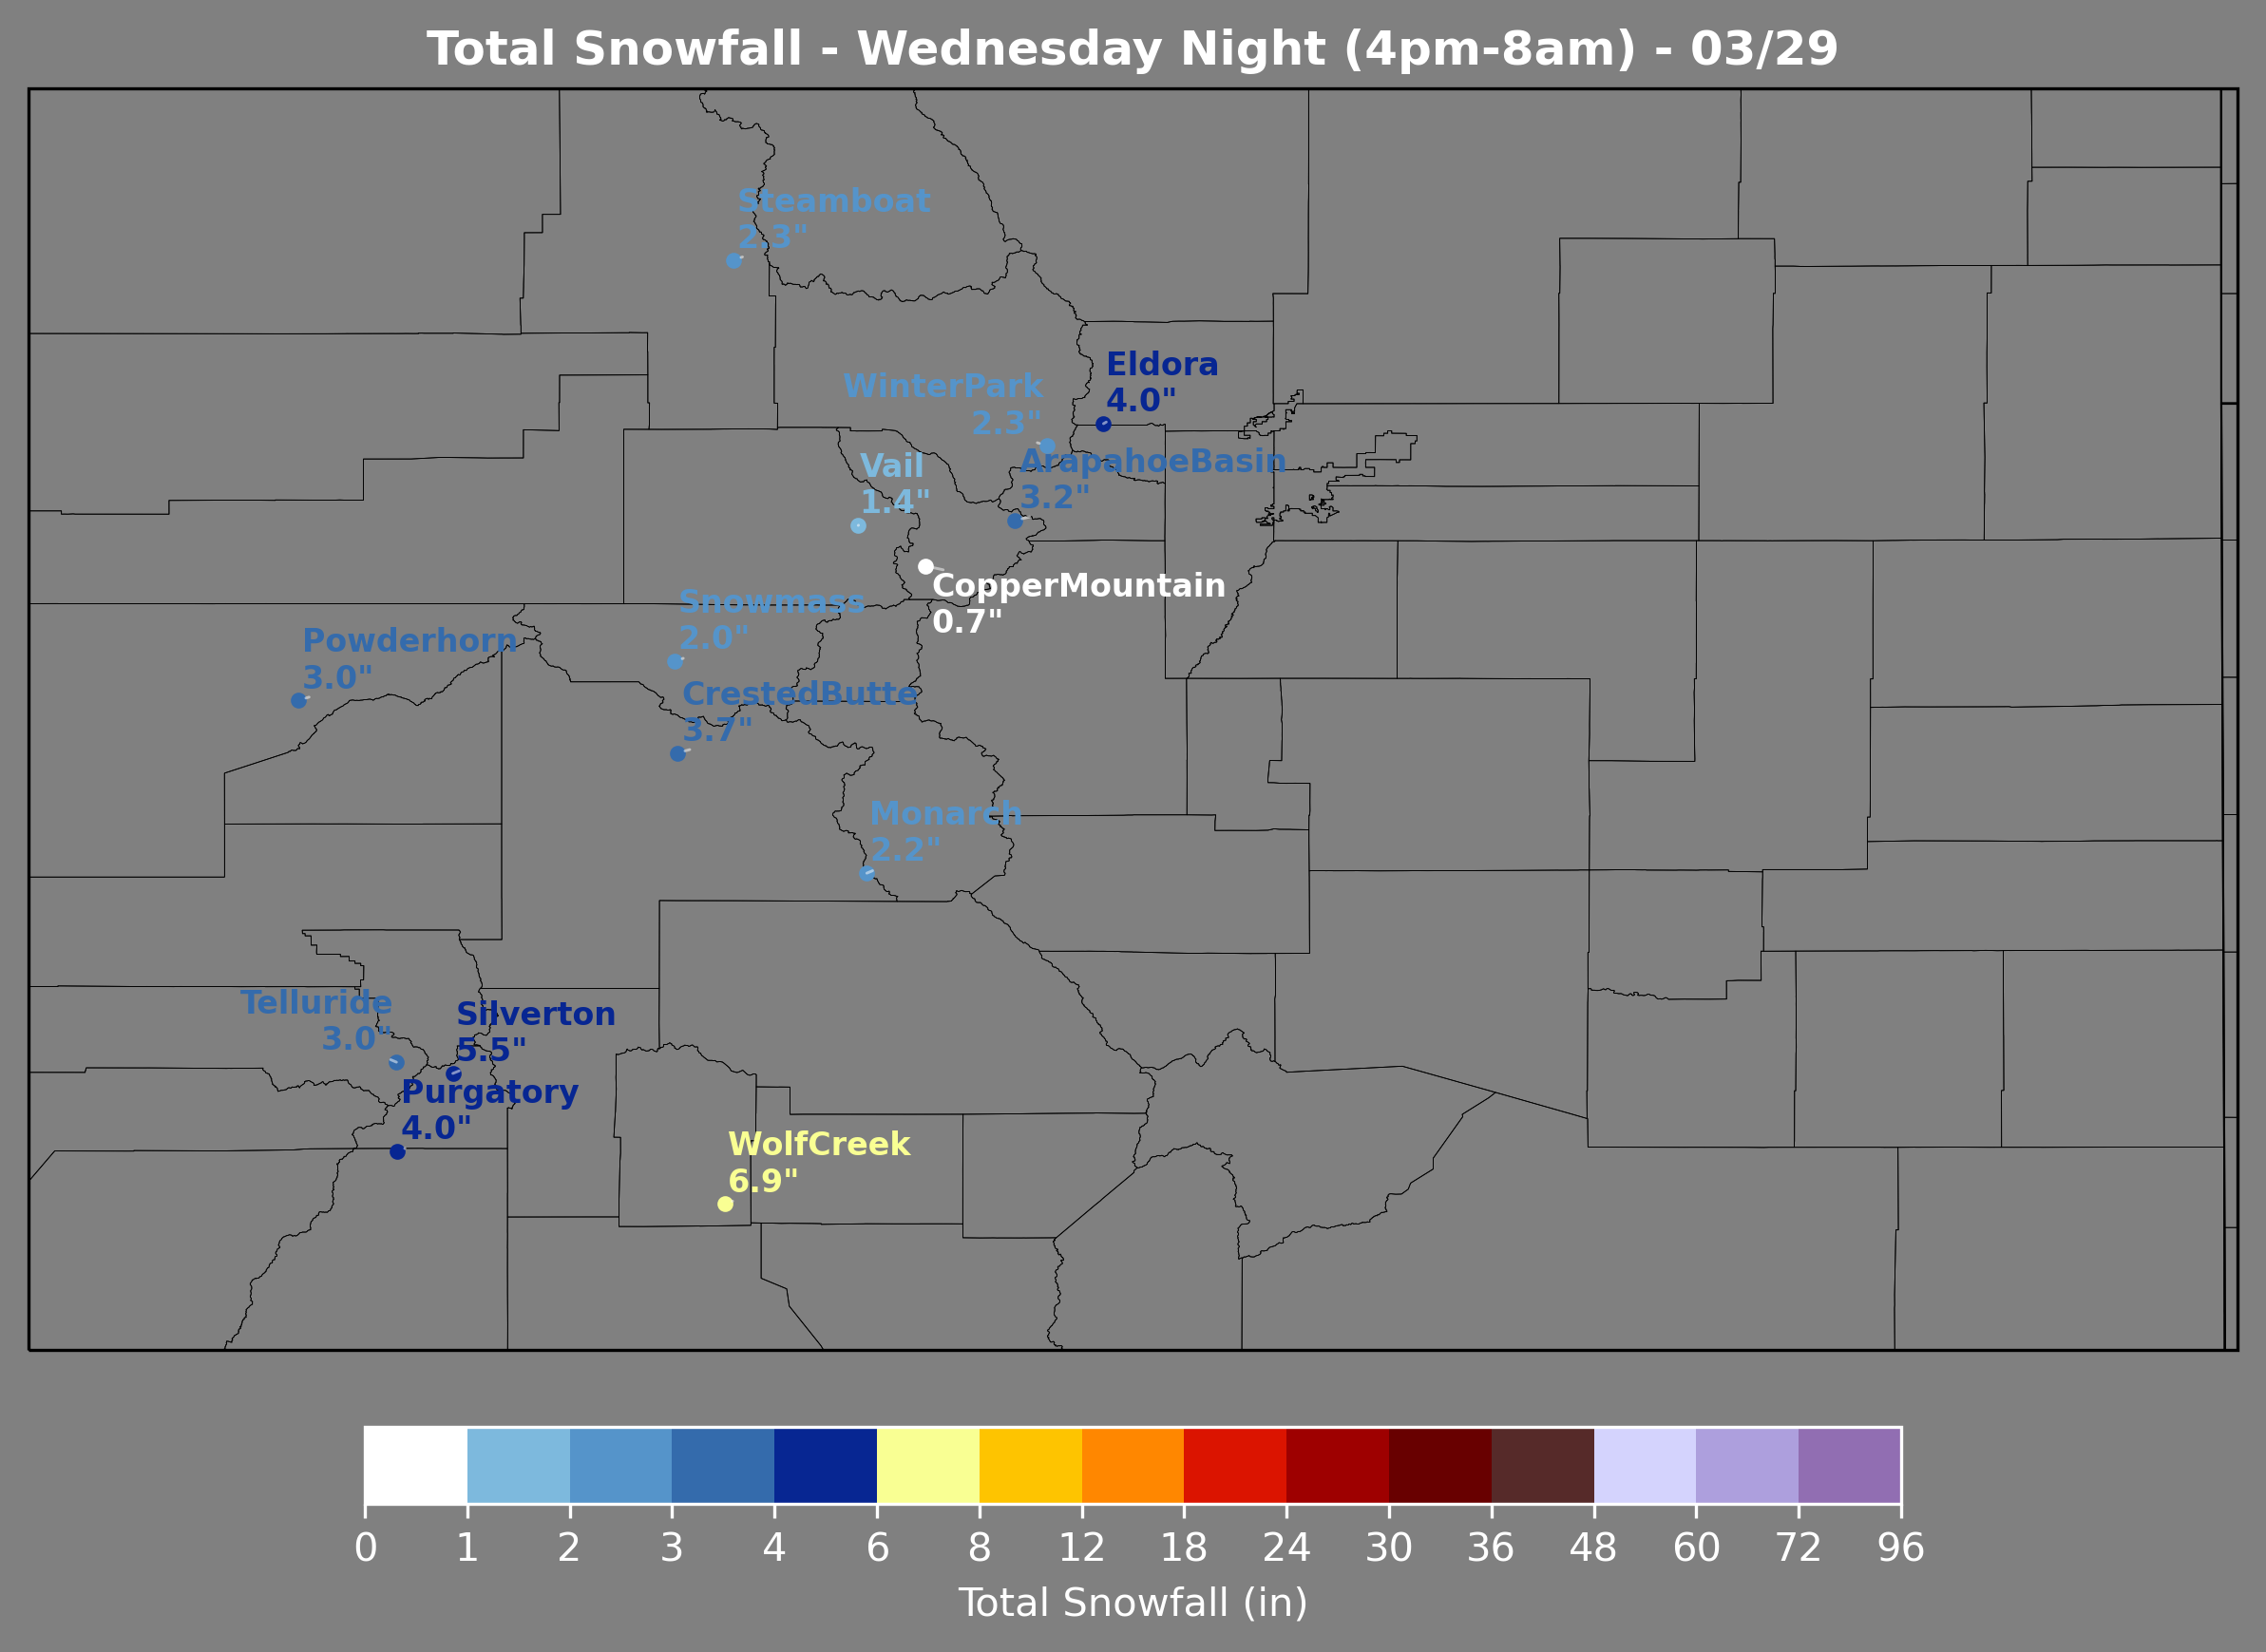 Total Snowfall - Wednesday Night (4pm-8am) - 03/29
Steamboat
2.3"
Eldora
4.0"
WinterPark
2.3"
ArapahoeBasin
3.2"
Vail
1.4"
CopperMountain
0.7"
Snowmass
2.0"
Powderhorn
3.0"
CrestedButte
3.7"
Monarch
2.2"
Telluride
3.0"
Silverton
5.5"
Purgatory
4.0"
WolfCreek
6.9"
0 1 2 3 4 6 8 12 18 24 30 36 48 60 72 96
Total Snowfall (in)